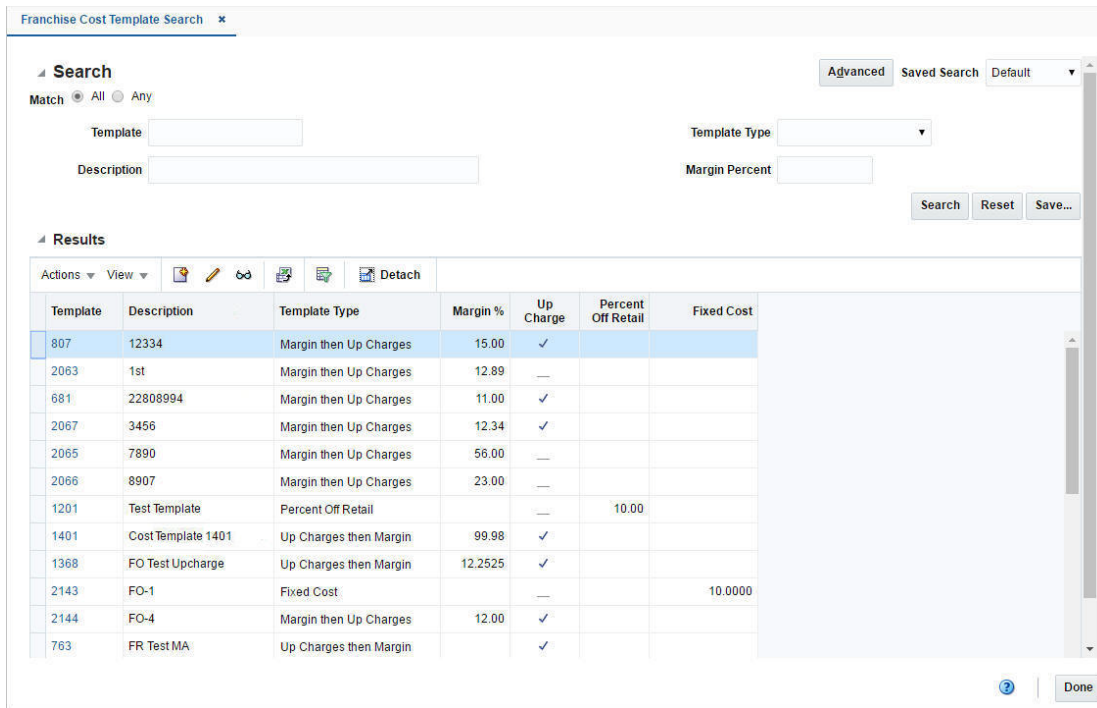 Franchise Cost Template Search ×
Search
Advanced Saved Search Default
Match All Any
Template Template Type
Description Margin Percent
Search Reset Save...
Results
Actions View Detach
Template Description Template Type Margin % Up Charge Percent Off Retail Fixed Cost
807 12334 Margin then Up Charges 15.00 ✓
2063 1st Margin then Up Charges 12.89 __
681 22808994 Margin then Up Charges 11.00 ✓
2067 3456 Margin then Up Charges 12.34 ✓
2065 7890 Margin then Up Charges 56.00 __
2066 8907 Margin then Up Charges 23.00 __
1201 Test Template Percent Off Retail __ 10.00
1401 Cost Template 1401 Up Charges then Margin 99.98 ✓
1368 FO Test Upcharge Up Charges then Margin 12.2525 ✓
2143 FO-1 Fixed Cost __ 10.0000
2144 FO-4 Margin then Up Charges 12.00 ✓
763 FR Test MA Up Charges then Margin ✓
? Done